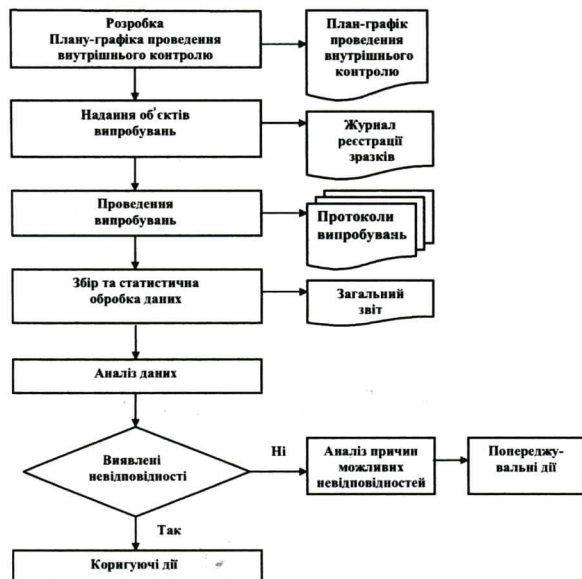 Розробка
Плану-графіка проведення
внутрішнього контролю
План-графік
проведення
внутрішнього
контролю
Надання об'єктів
випробувань
Журнал
реєстрації
зразків
Проведення
випробувань
Протоколи
випробувань
Збір та статистична
обробка даних
Загальний
звіт
Аналіз даних
Виявлені
невідповідності
Ні
Аналіз причин
можливих
невідповідностей
Попереджу-
вальні дії
Так
Коригуючі дії